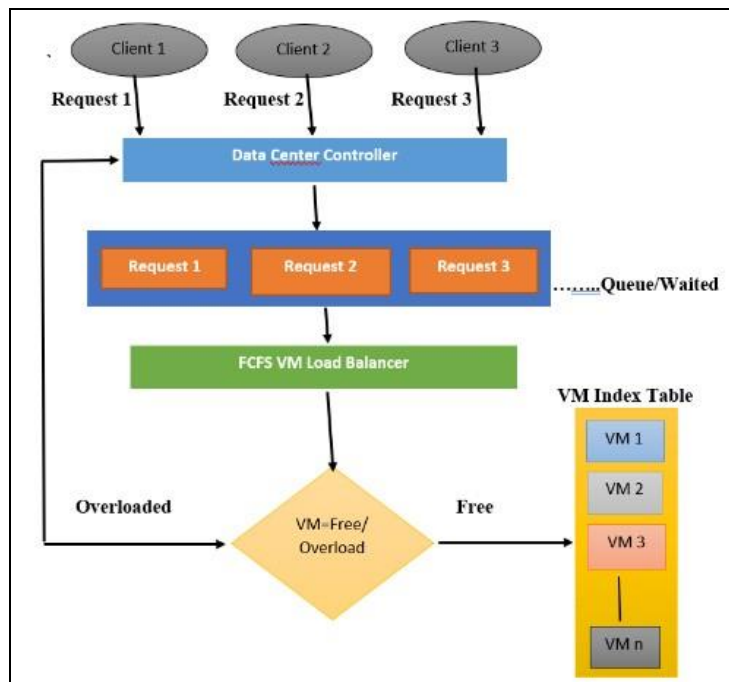 Client 1
Client 2
Client 3
Request 1
Request 2
Request 3
Data Center Controller
Request 1
Request 2
Request 3
……..Queue/Waited
FCFS VM Load Balancer
VM Index Table
VM 1
VM 2
VM 3
VM n
Overloaded
VM=Free/
Overload
Free